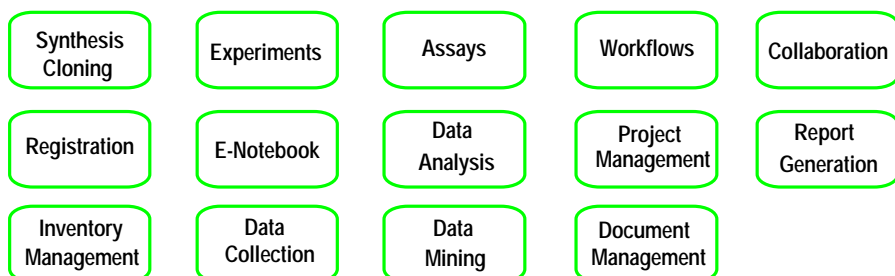 Synthesis
Cloning
Experiments
Assays
Workflows
Collaboration
Registration
E-Notebook
Data
Analysis
Project
Management
Report
Generation
Inventory
Management
Data
Collection
Data
Mining
Document
Management